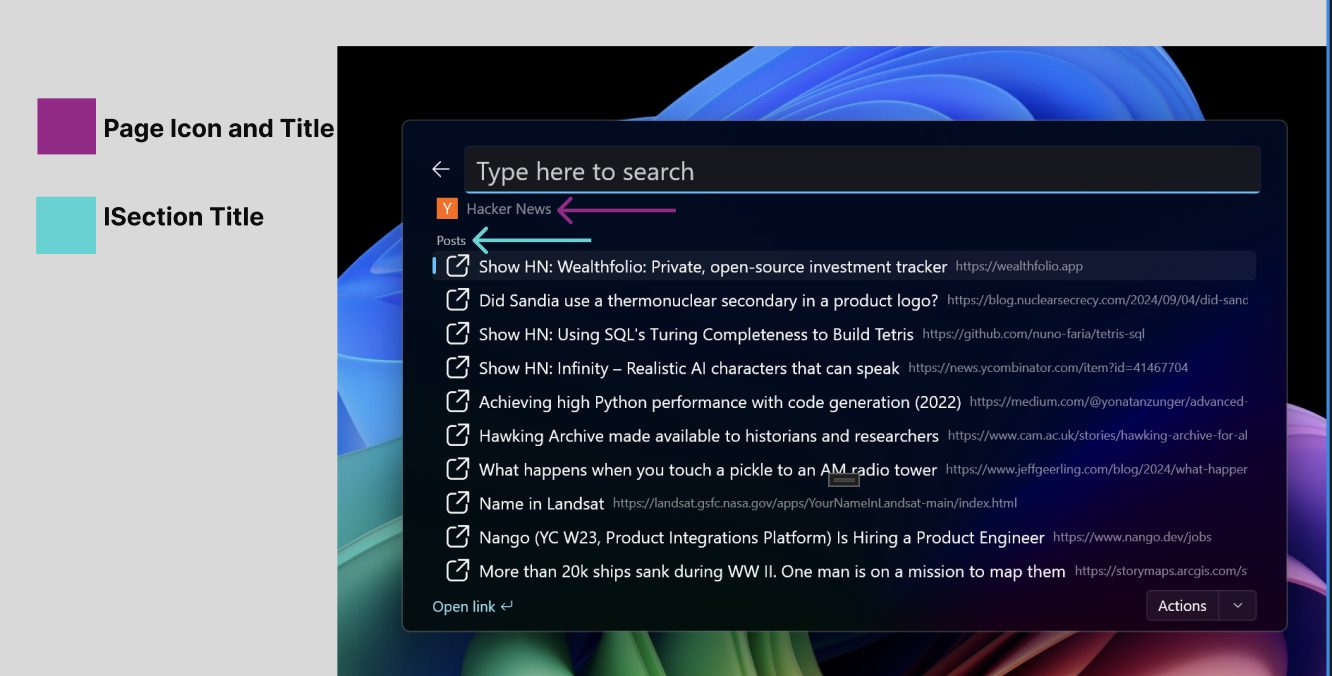 Page Icon and Title
ISection Title
Type here to search
Y Hacker News
Posts
Show HN: Wealthfolio: Private, open-source investment tracker https://wealthfolio.app
Did Sandia use a thermonuclear secondary in a product logo? https://blog.nuclearsecrecy.com/2024/09/04/did-sand
Show HN: Using SQL's Turing Completeness to Build Tetris https://github.com/nuno-faria/tetris-sql
Show HN: Infinity – Realistic AI characters that can speak https://news.ycombinator.com/item?id=41467704
Achieving high Python performance with code generation (2022) https://medium.com/@yonatanzunger/advanced-
Hawking Archive made available to historians and researchers https://www.cam.ac.uk/stories/hawking-archive-for-al
What happens when you touch a pickle to an AM radio tower https://www.jeffgeerling.com/blog/2024/what-happer
Name in Landsat https://landsat.gsfc.nasa.gov/apps/YourNameInLandsat-main/index.html
Nango (YC W23, Product Integrations Platform) Is Hiring a Product Engineer https://www.nango.dev/jobs
More than 20k ships sank during WW II. One man is on a mission to map them https://storymaps.arcgis.com/s
Open link
Actions